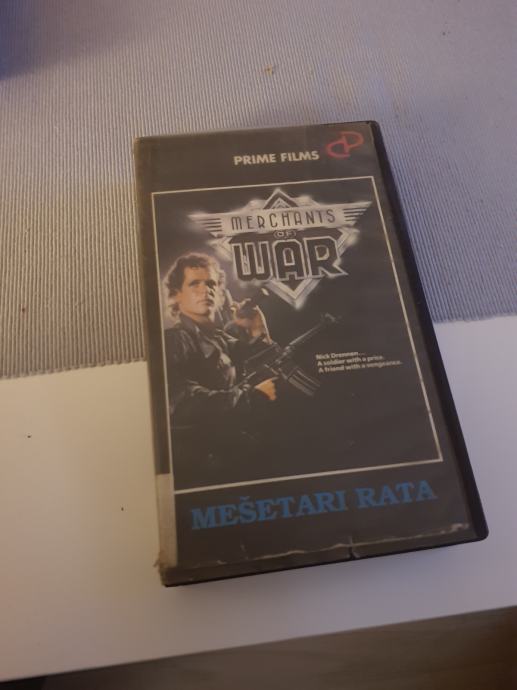 PRIME FILMS
MERCHANTS
OF
WAR
Nick Drennen...
A soldier with a price.
A friend with a vengeance.
MEŠETARI RATA